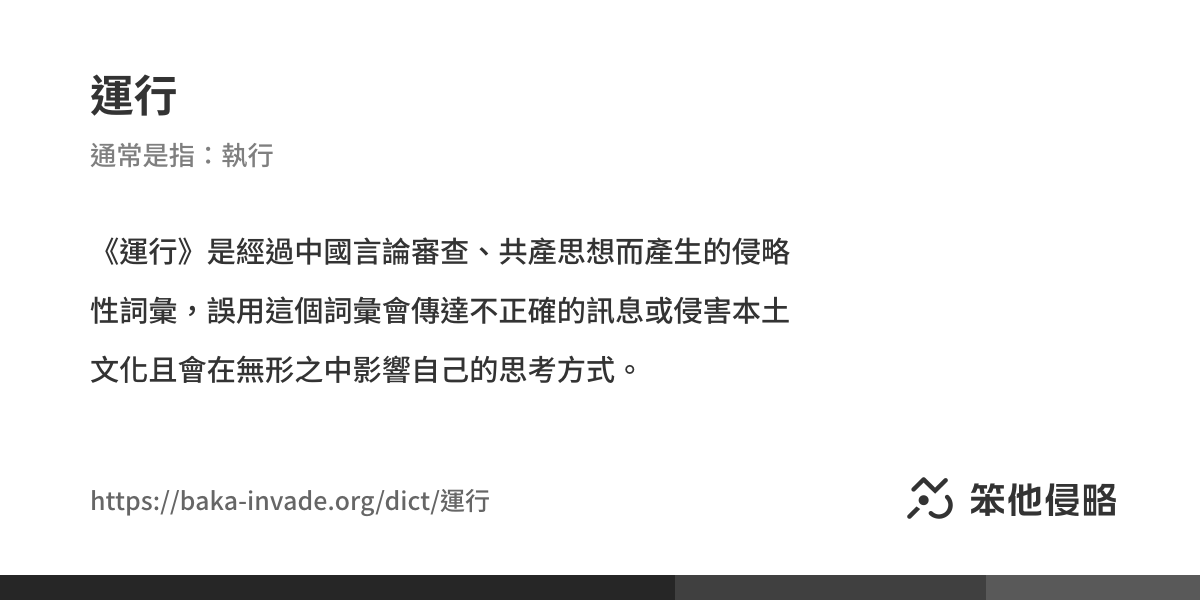 運行
通常是指：執行
《運行》是經過中國言論審查、共產思想而產生的侵略
性詞彙，誤用這個詞彙會傳達不正確的訊息或侵害本土
文化且會在無形之中影響自己的思考方式。
https://baka-invade.org/dict/運行
笨他侵略